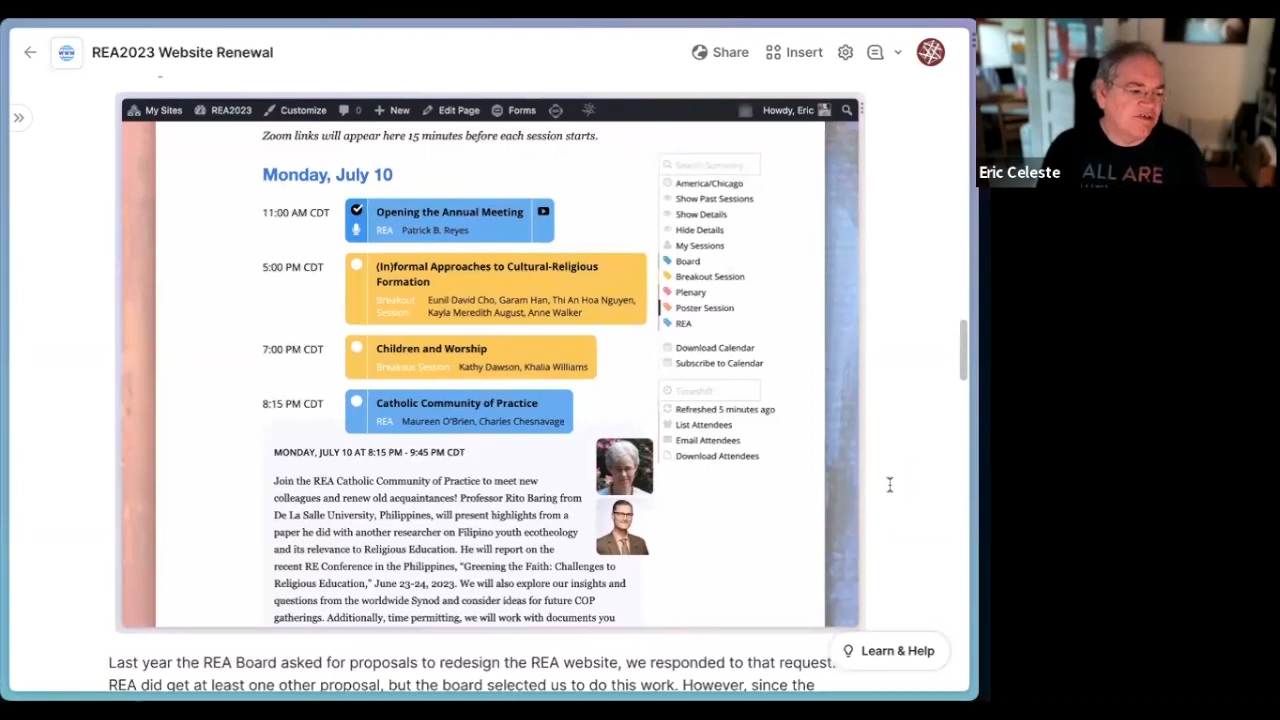 www
REA2023 Website Renewal
Share
Insert
My Sites
REA2023
Customize
0
New
Edit Page
Forms
Howdy, Eric
Zoom links will appear here 15 minutes before each session starts.
Monday, July 10
11:00 AM CDT
Opening the Annual Meeting
REA Patrick B. Reyes
5:00 PM CDT
(In)formal Approaches to Cultural-Religious
Formation
Breakout Eunil David Cho, Garam Han, Thi An Hoa Nguyen,
Session Kayla Meredith August, Anne Walker
7:00 PM CDT
Children and Worship
Breakout Session Kathy Dawson, Khalia Williams
8:15 PM CDT
Catholic Community of Practice
REA Maureen O'Brien, Charles Chesnavage
MONDAY, JULY 10 AT 8:15 PM - 9:45 PM CDT
Join the REA Catholic Community of Practice to meet new
colleagues and renew old acquaintances! Professor Rito Baring from
De La Salle University, Philippines, will present highlights from a
paper he did with another researcher on Filipino youth ecotheology
and its relevance to Religious Education. He will report on the
recent RE Conference in the Philippines, "Greening the Faith: Challenges to
Religious Education," June 23-24, 2023. We will also explore our insights and
questions from the worldwide Synod and consider ideas for future COP
gatherings. Additionally, time permitting, we will work with documents you
Search Summary
America/Chicago
Show Past Sessions
Show Details
Hide Details
My Sessions
Board
Breakout Session
Plenary
Poster Session
REA
Download Calendar
Subscribe to Calendar
Timeshift
Refreshed 5 minutes ago
List Attendees
Email Attendees
Download Attendees
Last year the REA Board asked for proposals to redesign the REA website, we responded to that request.
REA did get at least one other proposal, but the board selected us to do this work. However, since the
Learn & Help
Eric Celeste
ALL ARE